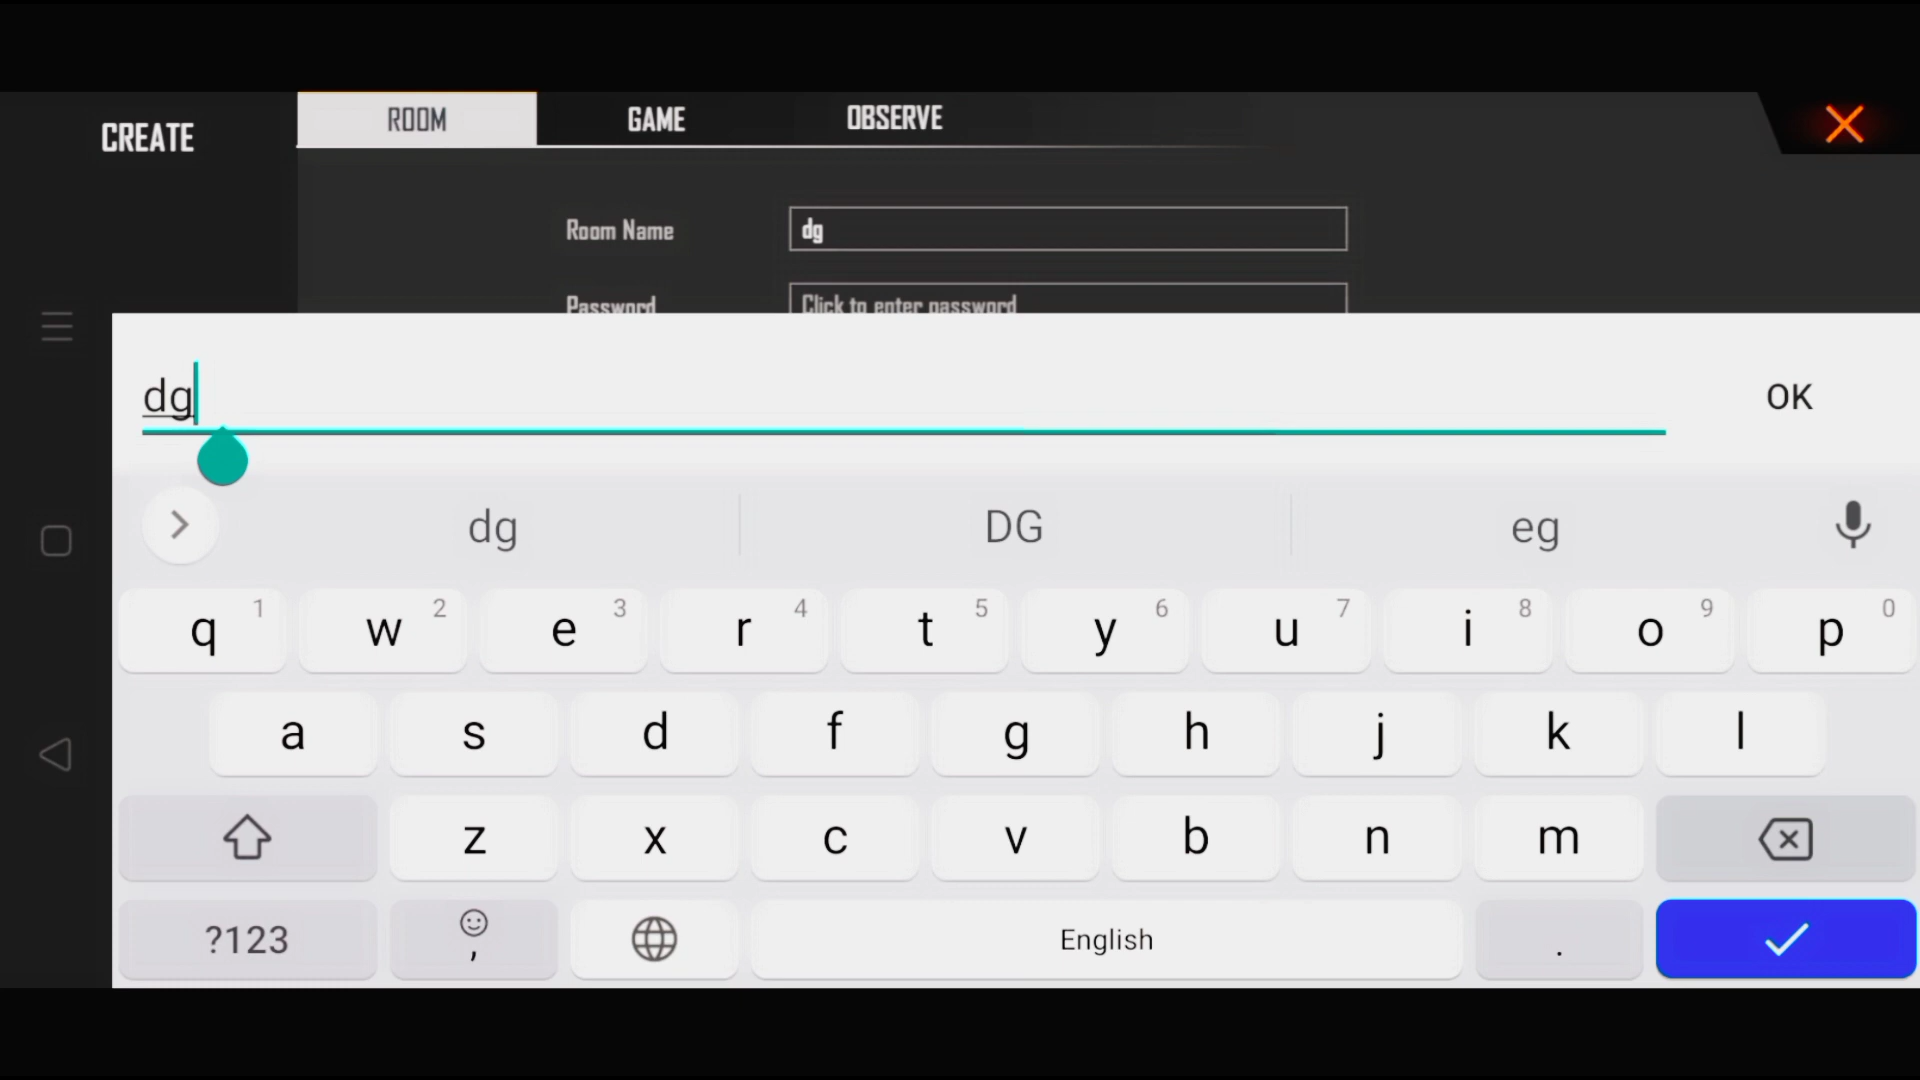 CREATE
ROOM GAME OBSERVE
Room Name dg
Password Click to enter password
dg OK
dg DG eg
q 1 w 2 e 3 r 4 t 5 y 6 u 7 i 8 o 9 p 0
a s d f g h j k l
z x c v b n m
?123 , English .